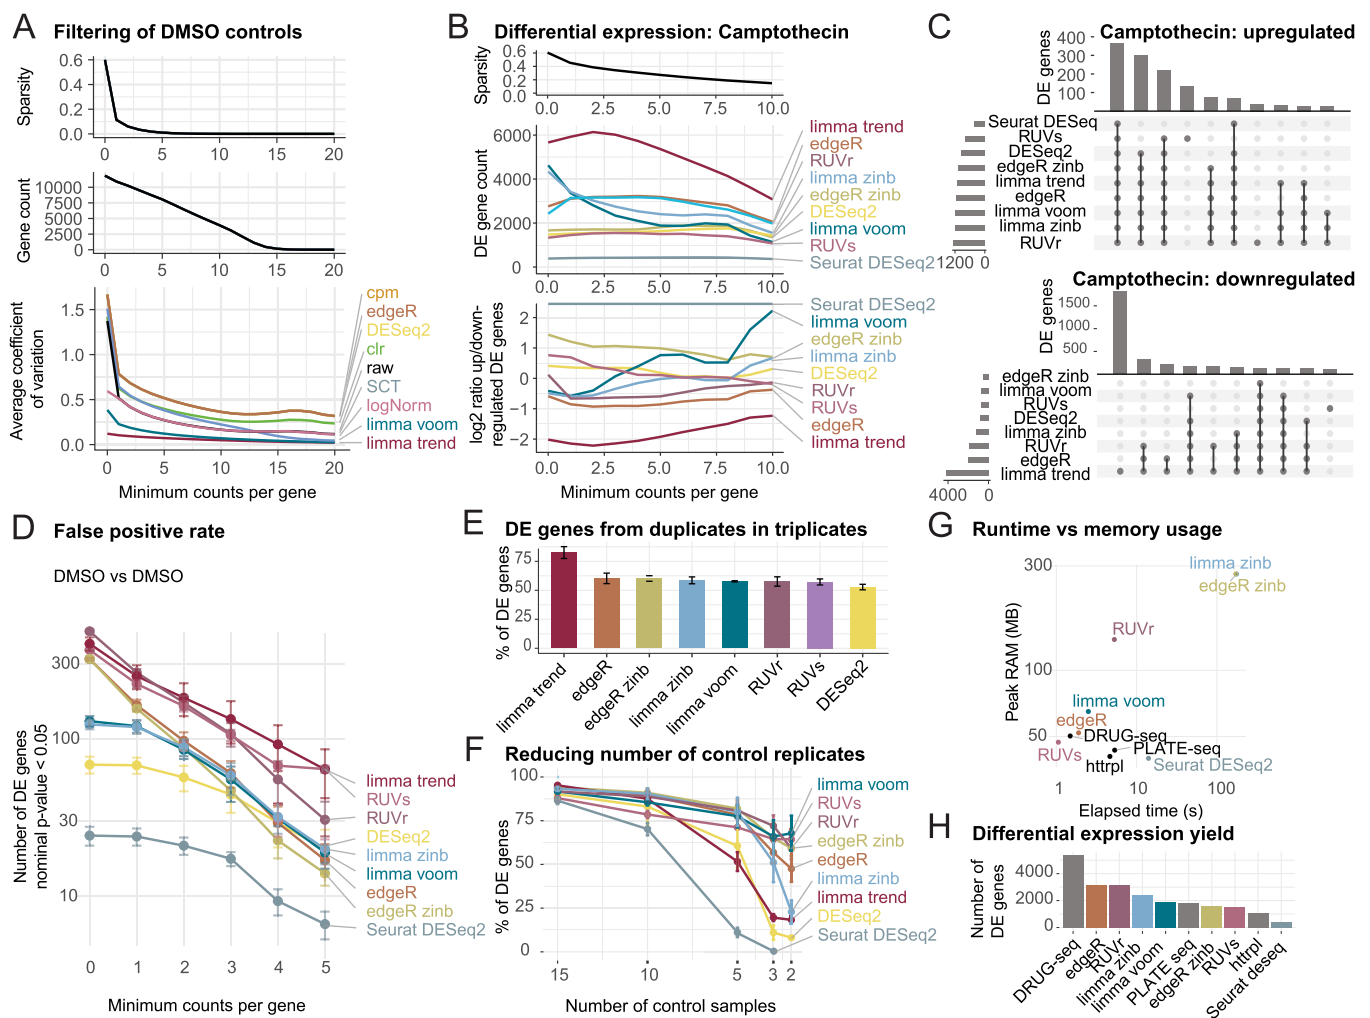 A Filtering of DMSO controls
Sparsity
0.6
0.4
0.2
0.0
0 5 10 15 20
Gene count
10000
7500
5000
2500
0
0 5 10 15 20
Average coefficient
of variation
1.5
1.0
0.5
0.0
cpm
edgeR
DESeq2
clr
raw
SCT
logNorm
limma voom
limma trend
0 5 10 15 20
Minimum counts per gene
B Differential expression: Camptothecin
Sparsity
0.6
0.4
0.2
0.0
0.0 2.5 5.0 7.5 10.0
DE gene count
6000
4000
2000
0
limma trend
edgeR
RUVr
limma zinb
edgeR zinb
DESeq2
limma voom
RUVs
Seurat DESeq2
0.0 2.5 5.0 7.5 10.0
log2 ratio up/down-
regulated DE genes
2
1
0
−1
−2
Seurat DESeq2
limma voom
edgeR zinb
limma zinb
DESeq2
RUVr
RUVs
edgeR
limma trend
0.0 2.5 5.0 7.5 10.0
Minimum counts per gene
C Camptothecin: upregulated
DE genes
400
300
200
100
Seurat DESeq
RUVs
DESeq2
edgeR zinb
limma trend
edgeR
limma voom
limma zinb
RUVr
1200 0
Camptothecin: downregulated
DE genes
1500
1000
500
edgeR zinb
limma voom
RUVs
DESeq2
limma zinb
RUVr
edgeR
limma trend
4000 0
D False positive rate
DMSO vs DMSO
Number of DE genes
nominal p-value < 0.05
300
100
30
10
limma trend
RUVs
RUVr
DESeq2
limma zinb
limma voom
edgeR
edgeR zinb
Seurat DESeq2
0 1 2 3 4 5
Minimum counts per gene
E DE genes from duplicates in triplicates
% of DE genes
75
50
25
0
limma trend
edgeR
edgeR zinb
limma zinb
limma voom
RUVr
RUVs
DESeq2
F Reducing number of control replicates
% of DE genes
100
75
50
25
0
limma voom
RUVs
RUVr
edgeR zinb
edgeR
limma zinb
limma trend
DESeq2
Seurat DESeq2
15 10 5 3 2
Number of control samples
G Runtime vs memory usage
Peak RAM (MB)
300
100
50
limma zinb
edgeR zinb
RUVr
limma voom
edgeR
DRUG-seq
RUVs
PLATE-seq
httrpl
Seurat DESeq2
1 10 100
Elapsed time (s)
H Differential expression yield
Number of
DE genes
4000
2000
0
DRUG-seq
edgeR
RUVr
limma zinb
limma voom
PLATE seq
edgeR zinb
RUVs
httrpl
Seurat deseq